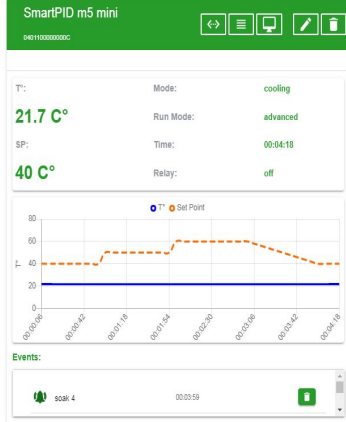 SmartPID m5 mini
T°:
Mode:
cooling
21.7 C°
Run Mode:
advanced
SP:
Time:
00:04:18
40 C°
Relay:
off
T° Set Point
80
60
40
20
0
T°
00:00:06 00:00:42 00:01:18 00:01:54 00:02:30 00:03:06 00:03:42 00:04:18
Events:
soak 4
00:03:59